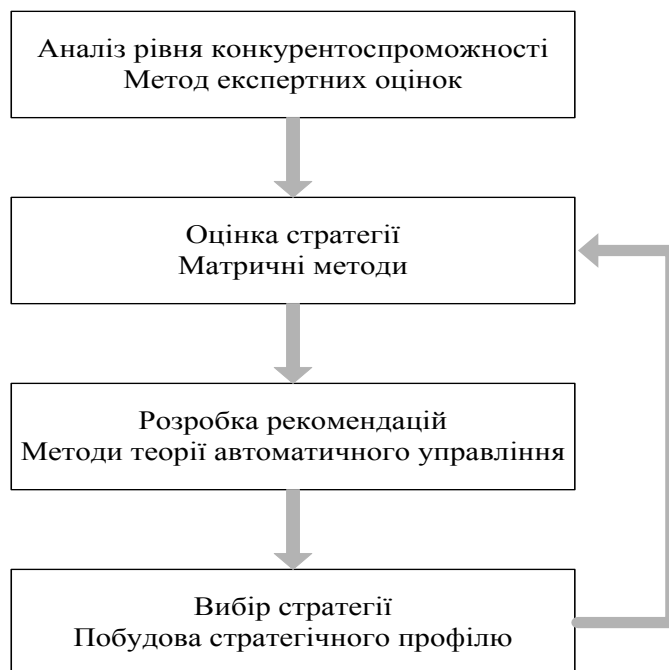 Аналіз рівня конкурентоспроможності
Метод експертних оцінок
Оцінка стратегії
Матричні методи
Розробка рекомендацій
Методи теорії автоматичного управління
Вибір стратегії
Побудова стратегічного профілю